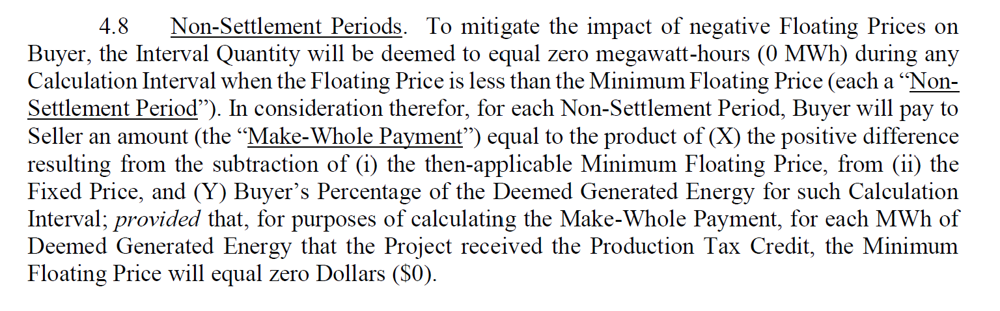 4.8 Non-Settlement Periods. To mitigate the impact of negative Floating Prices on
Buyer, the Interval Quantity will be deemed to equal zero megawatt-hours (0 MWh) during any
Calculation Interval when the Floating Price is less than the Minimum Floating Price (each a “Non-
Settlement Period”). In consideration therefor, for each Non-Settlement Period, Buyer will pay to
Seller an amount (the “Make-Whole Payment”) equal to the product of (X) the positive difference
resulting from the subtraction of (i) the then-applicable Minimum Floating Price, from (ii) the
Fixed Price, and (Y) Buyer’s Percentage of the Deemed Generated Energy for such Calculation
Interval; provided that, for purposes of calculating the Make-Whole Payment, for each MWh of
Deemed Generated Energy that the Project received the Production Tax Credit, the Minimum
Floating Price will equal zero Dollars ($0).